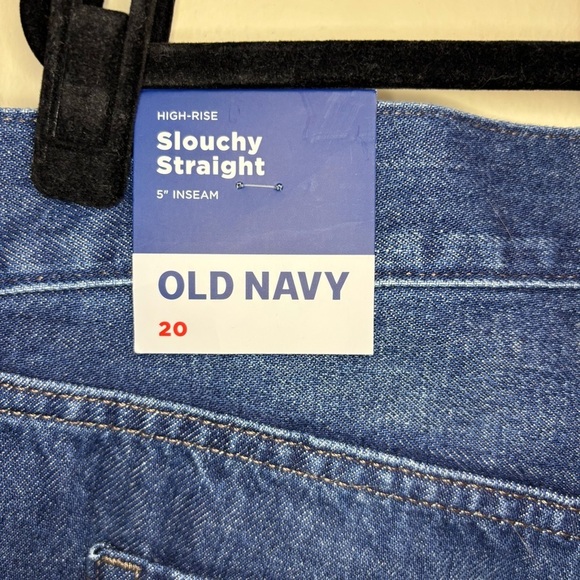 HIGH-RISE
Slouchy
Straight
5" INSEAM
OLD NAVY
20